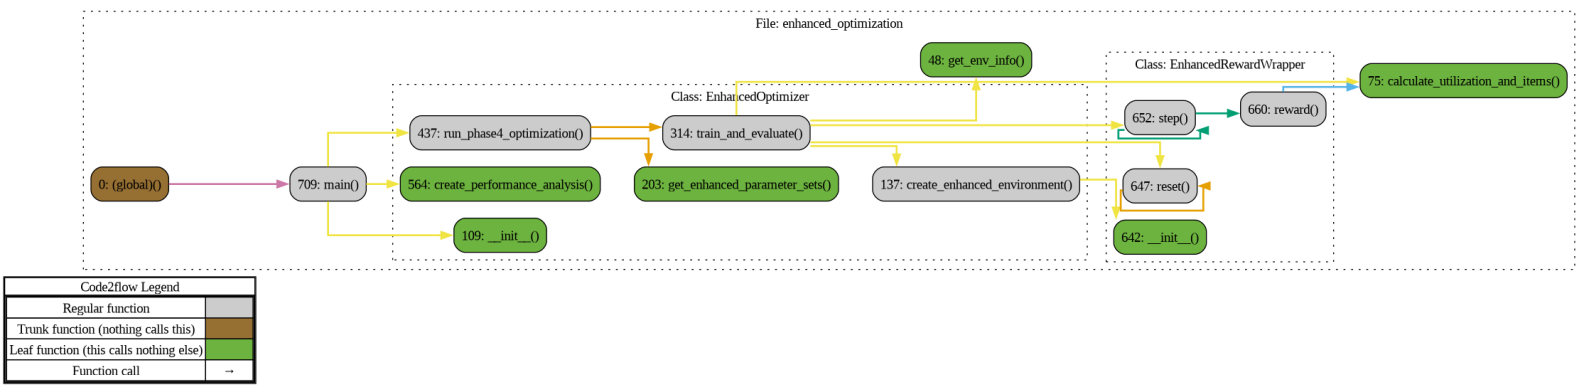 File: enhanced_optimization
48: get_env_info()
Class: EnhancedRewardWrapper
75: calculate_utilization_and_items()
Class: EnhancedOptimizer
660: reward()
652: step()
437: run_phase4_optimization()
314: train_and_evaluate()
0: (global)()
709: main()
564: create_performance_analysis()
203: get_enhanced_parameter_sets()
137: create_enhanced_environment()
647: reset()
109: __init__()
642: __init__()
Code2flow Legend
Regular function
Trunk function (nothing calls this)
Leaf function (this calls nothing else)
Function call →